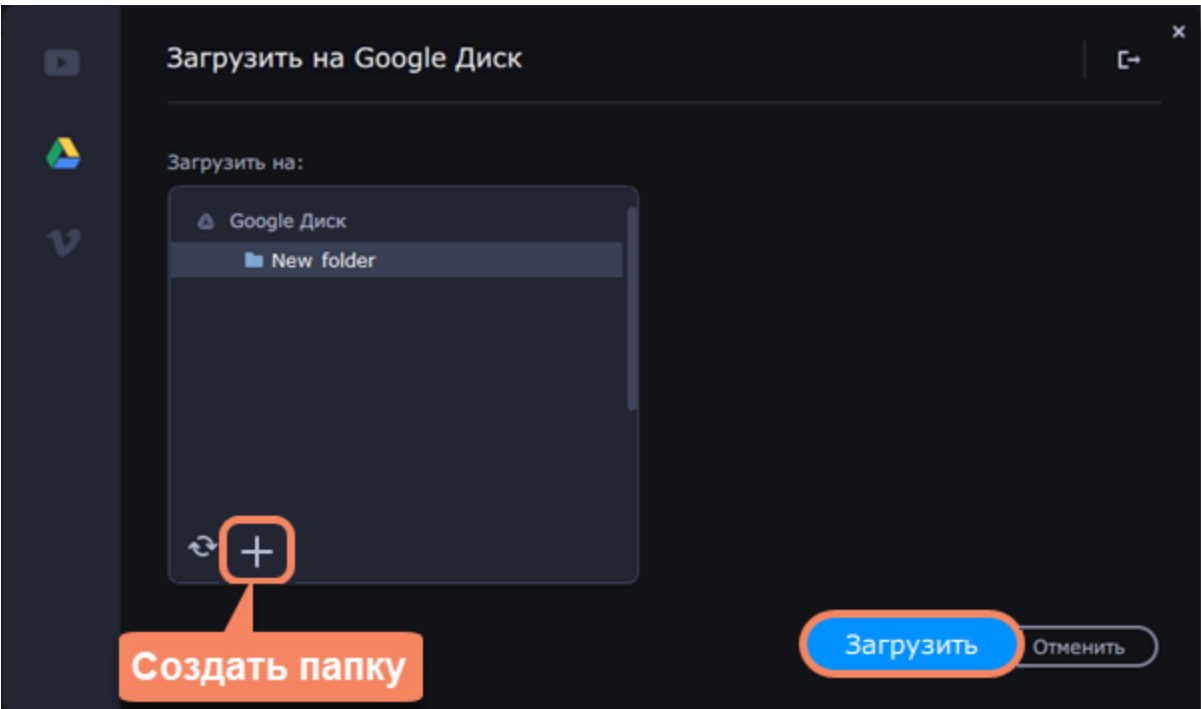 Загрузить на Google Диск
Загрузить на:
Google Диск
New folder
Создать папку
Загрузить
Отменить